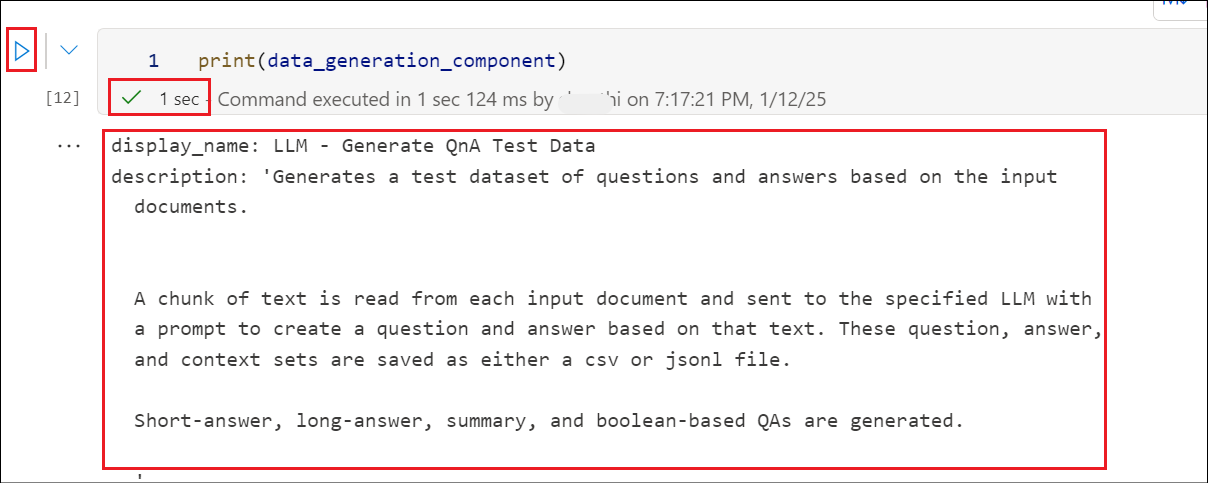 1 print(data_generation_component)
[12] 1 sec - Command executed in 1 sec 124 ms by hi on 7:17:21 PM, 1/12/25
... display_name: LLM - Generate QnA Test Data
description: 'Generates a test dataset of questions and answers based on the input
documents.
A chunk of text is read from each input document and sent to the specified LLM with
a prompt to create a question and answer based on that text. These question, answer,
and context sets are saved as either a csv or jsonl file.
Short-answer, long-answer, summary, and boolean-based QAs are generated.
'